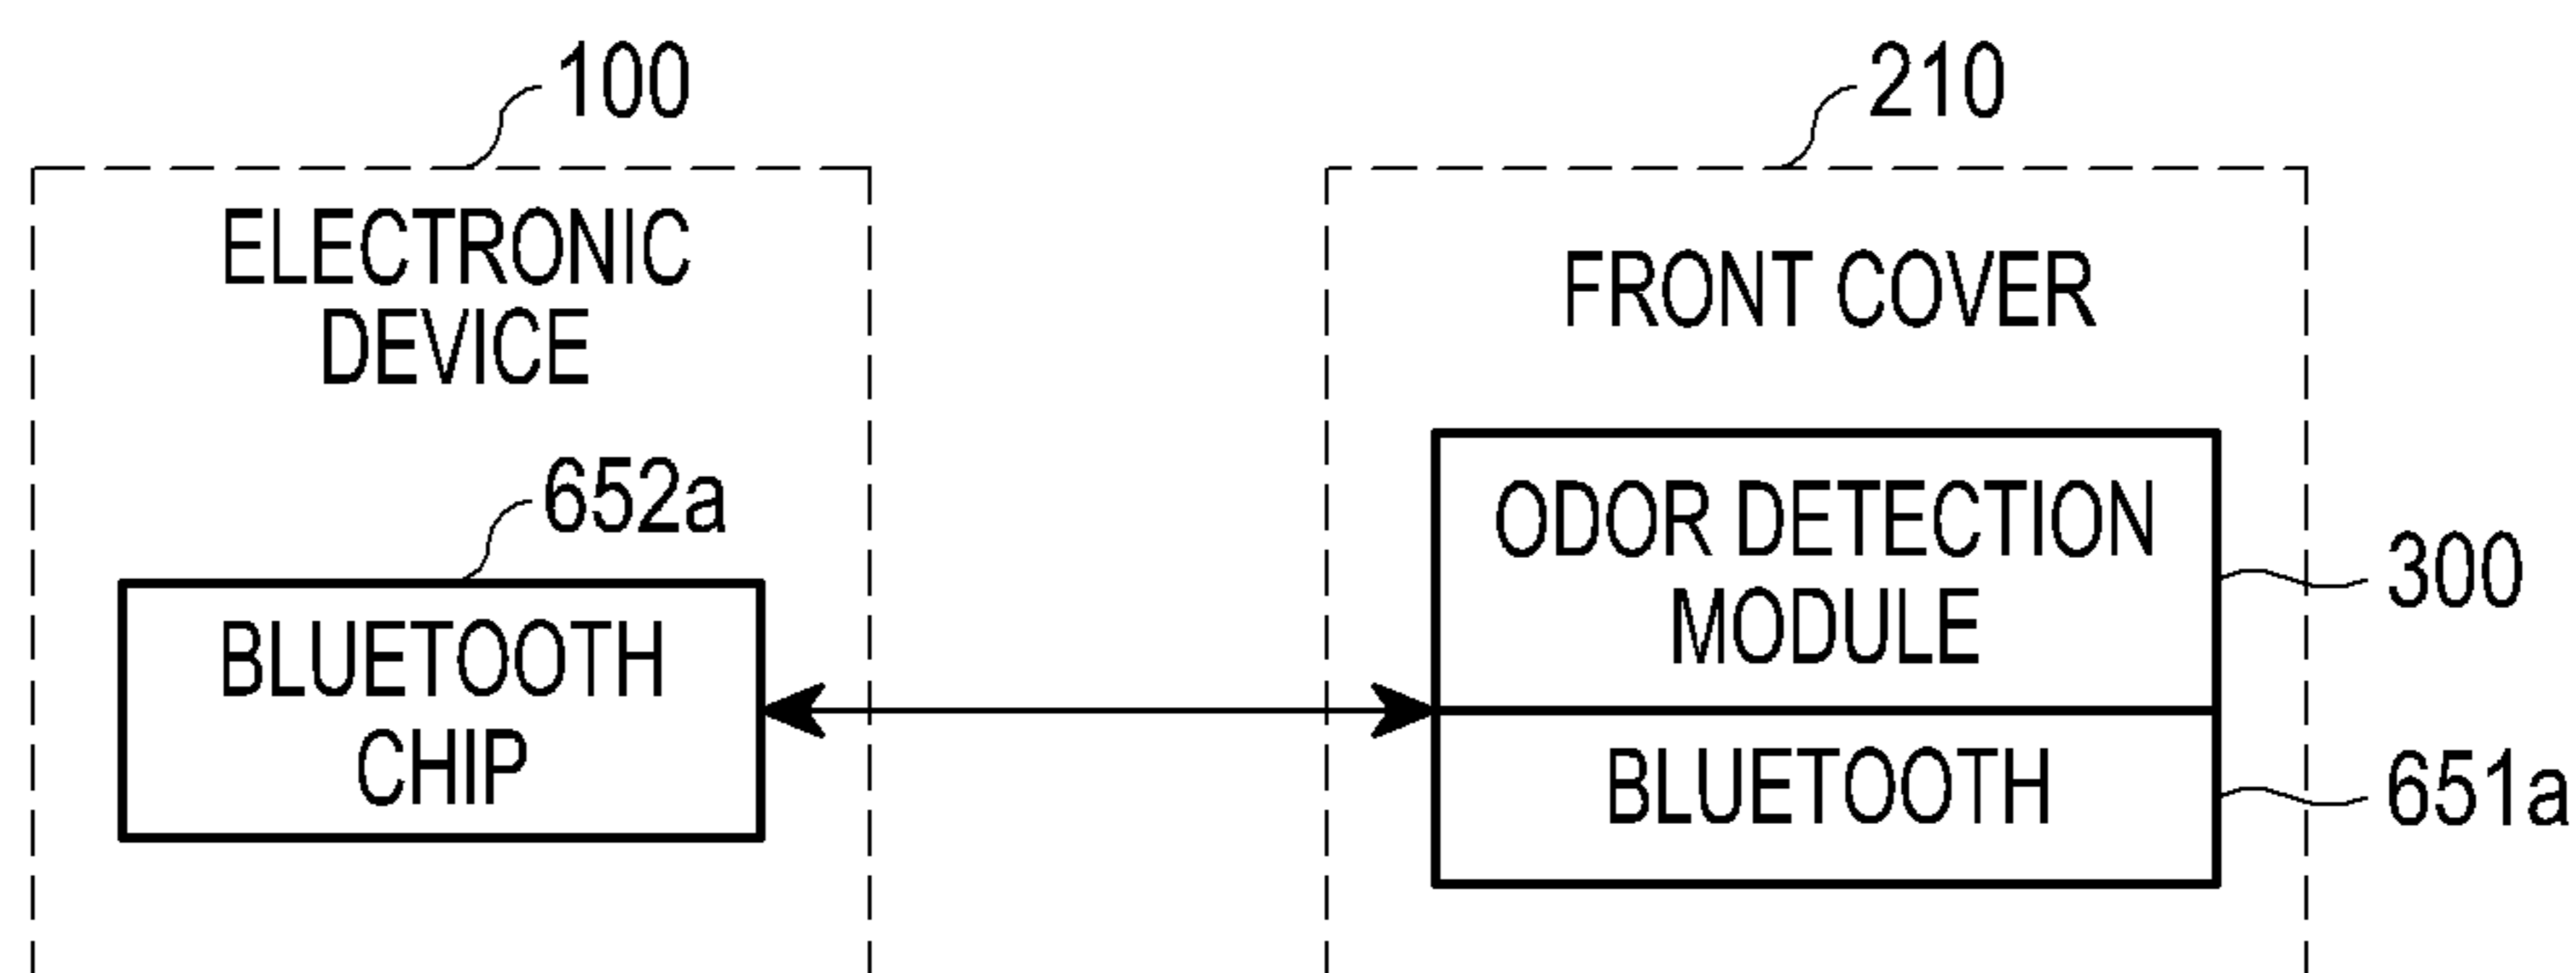 100
210
ELECTRONIC
DEVICE
FRONT COVER
652a
BLUETOOTH
CHIP
ODOR DETECTION
MODULE
300
BLUETOOTH
651a